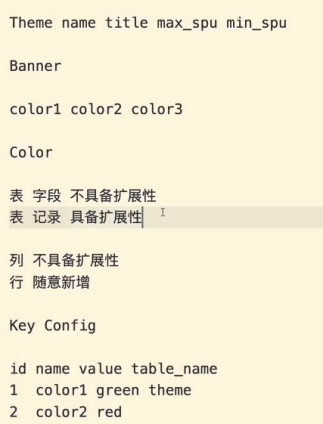 Theme name title max_spu min_spu
Banner
color1 color2 color3
Color
表 字段 不具备扩展性
表 记录 具备扩展性
列 不具备扩展性
行 随意新增
Key Config
id name value table_name
1 color1 green theme
2 color2 red